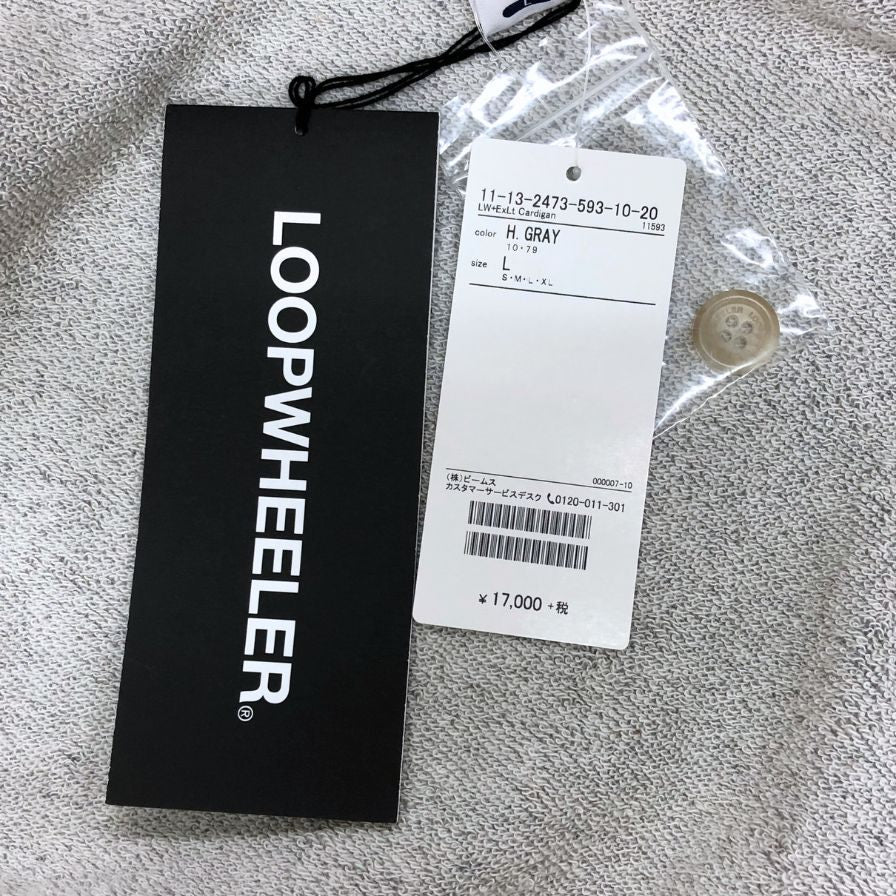 LOOPWHEELER®
11-13-2473-593-10-20
LW+ExLt Cardigan
11593
color H. GRAY
10・79
size L
S・M・L・XL
(株)ビームス 000007-10
カスタマーサービスデスク 0120-011-301
¥ 17,000 +税